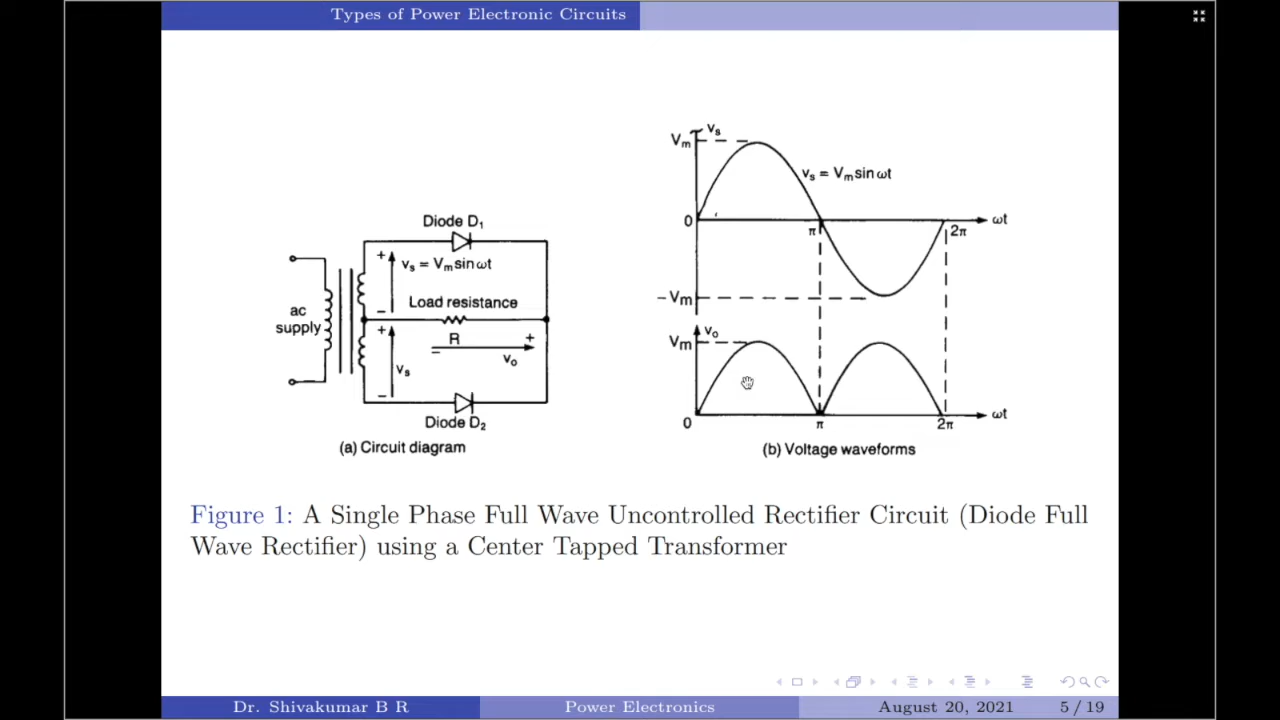 Types of Power Electronic Circuits
Diode D₁
+
vₛ = Vₘ sin ωt
ac
supply
−
Load resistance
+
R
−
+
vₒ
vₛ
−
Diode D₂
(a) Circuit diagram
Vₘ
vₛ
vₛ = Vₘ sin ωt
0
π
2π
ωt
−Vₘ
vₒ
Vₘ
0
π
2π
ωt
(b) Voltage waveforms
Figure 1: A Single Phase Full Wave Uncontrolled Rectifier Circuit (Diode Full
Wave Rectifier) using a Center Tapped Transformer
Dr. Shivakumar B R
Power Electronics
August 20, 2021
5 / 19